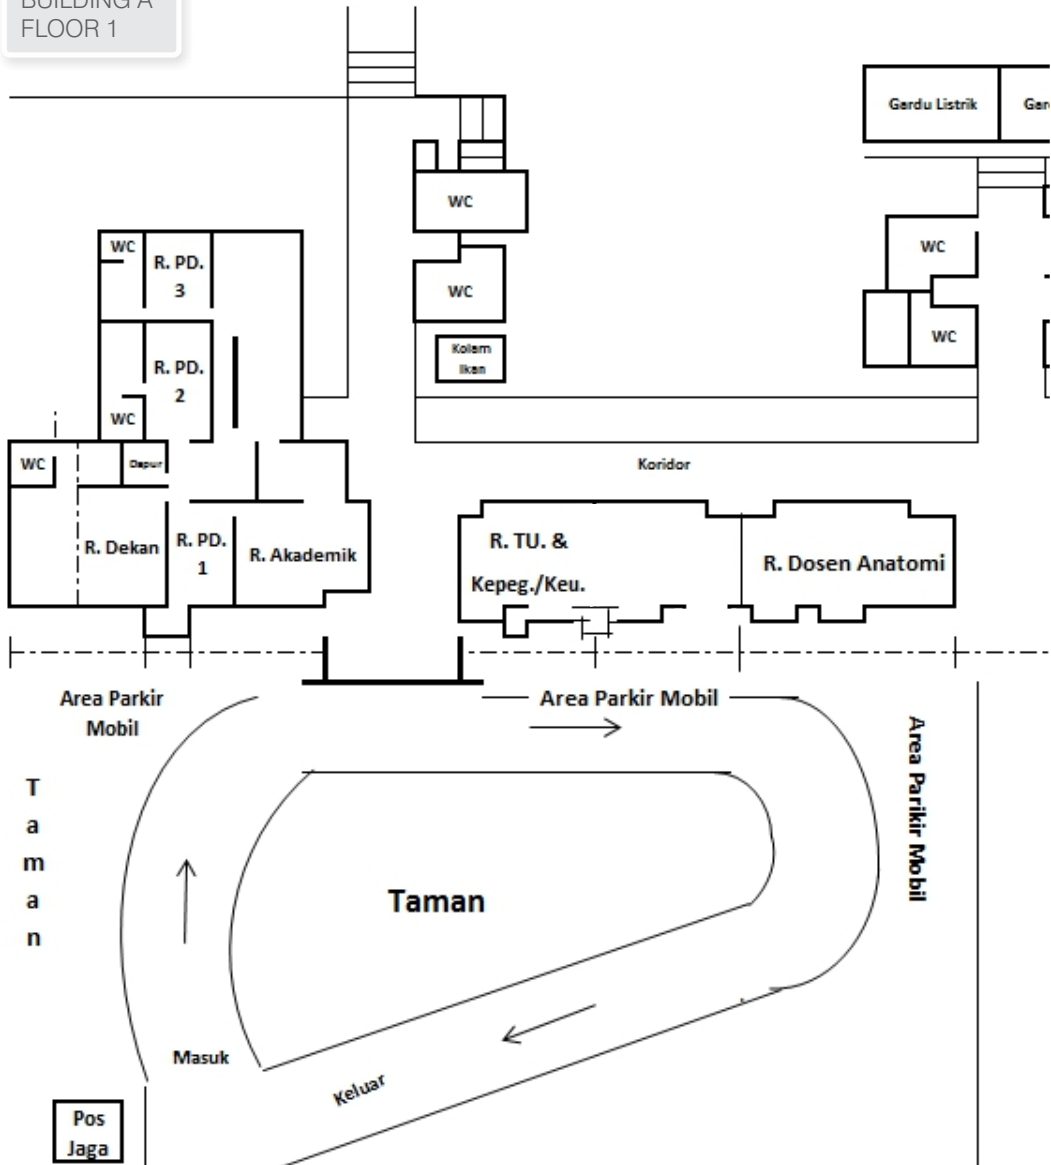 BUILDING A
FLOOR 1
Gardu Listrik
WC
WC
R. PD.
3
WC
WC
Kolam
Ikan
WC
R. PD.
2
WC
WC
Dapur
Koridor
R. Dekan
R. PD.
1
R. Akademik
R. TU. &
Kepeg./Keu.
R. Dosen Anatomi
Area Parkir
Mobil
Area Parkir Mobil
Area Parikir Mobil
Taman
Taman
Masuk
Keluar
Pos
Jaga